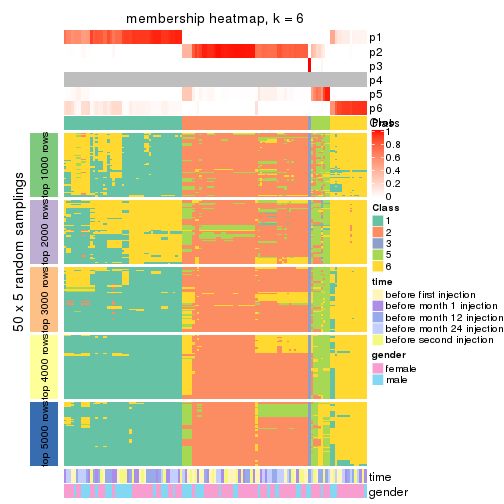 membership heatmap, k = 6
p1
p2
p3
p4
p5
p6
Prob
Class
1
0.8
0.6
0.4
0.2
0
Class
1
2
3
5
6
time
before first injection
before month 1 injection
before month 12 injection
before month 24 injection
before second injection
gender
female
male
50 x 5 random samplings
top 1000 rows
top 2000 rows
top 3000 rows
top 4000 rows
top 5000 rows
time
gender